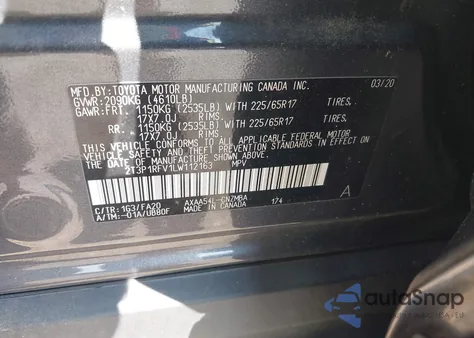 MFD.BY: TOYOTA MOTOR MANUFACTURING CANADA INC. 03/20
GVWR: 2090KG (4610LB)
GAWR: FRT. 1150KG (2535LB) WITH 225/65R17 TIRES,
17X7.0J RIMS,
RR. 1150KG (2535LB) WITH 225/65R17 TIRES,
17X7.0J RIMS,
THIS VEHICLE CONFORMS TO ALL APPLICABLE FEDERAL MOTOR
VEHICLE SAFETY AND
THEFT PREVENTION STANDARDS IN EFFECT ON THE
DATE OF MANUFACTURE SHOWN ABOVE.
2T3P1RFV1LW112163 MPV
A
C/TR: 1G3/FA20 AXAA54L-CNZMBA
A/TM: -01A/UB80F MADE IN CANADA 174
autoSnap